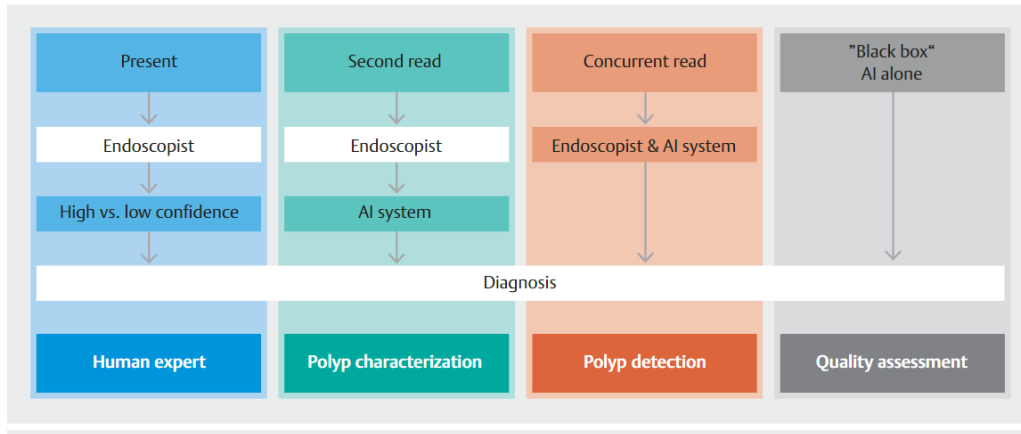 Present
Second read
Concurrent read
”Black box“
AI alone
Endoscopist
Endoscopist
Endoscopist & AI system
High vs. low confidence
AI system
Diagnosis
Human expert
Polyp characterization
Polyp detection
Quality assessment